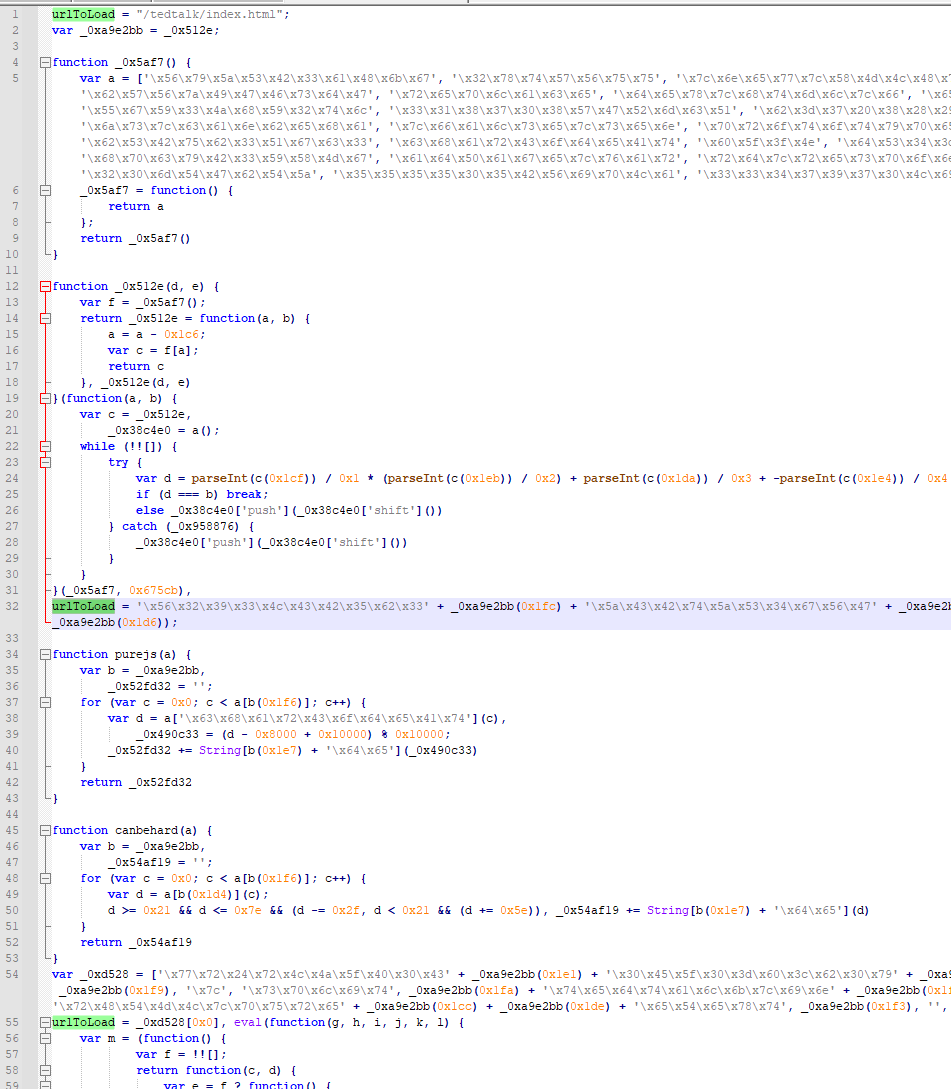 1 urlToLoad = "/tedtalk/index.html";
2 var _0xa9e2bb = _0x512e;
3
4 function _0x5af7() {
5 var a = ['\x56\x79\x5a\x53\x42\x33\x61\x48\x6b\x67', '\x32\x78\x74\x57\x56\x75\x75', '\x7c\x6e\x65\x77\x7c\x58\x4d\x4c\x48\x
'\x62\x57\x56\x7a\x49\x47\x46\x73\x64\x47', '\x72\x65\x70\x6c\x61\x63\x65', '\x64\x65\x78\x7c\x68\x74\x6d\x6c\x7c\x66', '\x6
'\x55\x67\x59\x33\x4a\x68\x59\x32\x74\x6c', '\x33\x31\x38\x37\x30\x38\x57\x47\x52\x6d\x63\x51', '\x62\x3d\x37\x20\x38\x28\x29
'\x6a\x73\x7c\x63\x61\x6e\x62\x65\x68\x61', '\x7c\x66\x61\x6c\x73\x65\x7c\x73\x65\x6e', '\x70\x72\x6f\x74\x6f\x74\x79\x70\x65
'\x62\x53\x42\x75\x62\x33\x51\x67\x63\x33', '\x63\x68\x61\x72\x43\x6f\x64\x65\x41\x74', '\x60\x5f\x3f\x4e', '\x64\x53\x34\x3
'\x68\x70\x63\x79\x42\x33\x59\x58\x4d\x67', '\x61\x64\x50\x61\x67\x65\x7c\x76\x61\x72', '\x72\x64\x7c\x72\x65\x73\x70\x6f\x6e
'\x32\x30\x6d\x54\x47\x62\x54\x5a', '\x35\x35\x35\x35\x30\x35\x42\x56\x69\x70\x4c\x61', '\x33\x33\x34\x37\x39\x37\x30\x4c\x69
6 _0x5af7 = function() {
7 return a
8 };
9 return _0x5af7()
10 }
11
12 function _0x512e(d, e) {
13 var f = _0x5af7();
14 return _0x512e = function(a, b) {
15 a = a - 0x1c6;
16 var c = f[a];
17 return c
18 }, _0x512e(d, e)
19 }(function(a, b) {
20 var c = _0x512e,
21 _0x38c4e0 = a();
22 while (!![]) {
23 try {
24 var d = parseInt(c(0x1cf)) / 0x1 * (parseInt(c(0x1eb)) / 0x2) + parseInt(c(0x1da)) / 0x3 + -parseInt(c(0x1e4)) / 0x4
25 if (d === b) break;
26 else _0x38c4e0['push'](_0x38c4e0['shift']())
27 } catch (_0x958876) {
28 _0x38c4e0['push'](_0x38c4e0['shift']())
29 }
30 }
31 }(_0x5af7, 0x675cb),
32 urlToLoad = '\x56\x32\x39\x33\x4c\x43\x42\x35\x62\x33' + _0xa9e2bb(0x1fc) + '\x5a\x43\x42\x74\x5a\x53\x34\x67\x56\x47' + _0xa9e2b
_0xa9e2bb(0x1d6));
33
34 function purejs(a) {
35 var b = _0xa9e2bb,
36 _0x52fd32 = '';
37 for (var c = 0x0; c < a[b(0x1f6)]; c++) {
38 var d = a['\x63\x68\x61\x72\x43\x6f\x64\x65\x41\x74'](c),
39 _0x490c33 = (d - 0x8000 + 0x10000) % 0x10000;
40 _0x52fd32 += String[b(0x1e7) + '\x64\x65'](_0x490c33)
41 }
42 return _0x52fd32
43 }
44
45 function canbehard(a) {
46 var b = _0xa9e2bb,
47 _0x54af19 = '';
48 for (var c = 0x0; c < a[b(0x1f6)]; c++) {
49 var d = a[b(0x1d4)](c);
50 d >= 0x21 && d <= 0x7e && (d -= 0x2f, d < 0x21 && (d += 0x5e)), _0x54af19 += String[b(0x1e7) + '\x64\x65'](d)
51 }
52 return _0x54af19
53 }
54 var _0xd528 = ['\x77\x72\x24\x72\x4c\x4a\x5f\x40\x30\x43' + _0xa9e2bb(0x1e1) + '\x30\x45\x5f\x30\x3d\x60\x3c\x62\x30\x79' + _0xa9
_0xa9e2bb(0x1f9), '\x7c', '\x73\x70\x6c\x69\x74', _0xa9e2bb(0x1fa) + '\x74\x65\x64\x74\x61\x6c\x6b\x7c\x69\x6e' + _0xa9e2bb(0x1
'\x72\x48\x54\x4d\x4c\x7c\x70\x75\x72\x65' + _0xa9e2bb(0x1cc) + _0xa9e2bb(0x1de) + '\x65\x54\x65\x78\x74', _0xa9e2bb(0x1f3), '',
55 urlToLoad = _0xd528[0x0], eval(function(g, h, i, j, k, l) {
56 var m = (function() {
57 var f = !![];
58 return function(c, d) {
59 var e = f ? function() {